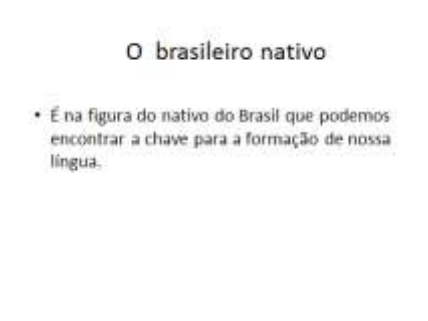 O brasileiro nativo
• É na figura do nativo do Brasil que podemos
encontrar a chave para a formação de nossa
língua.